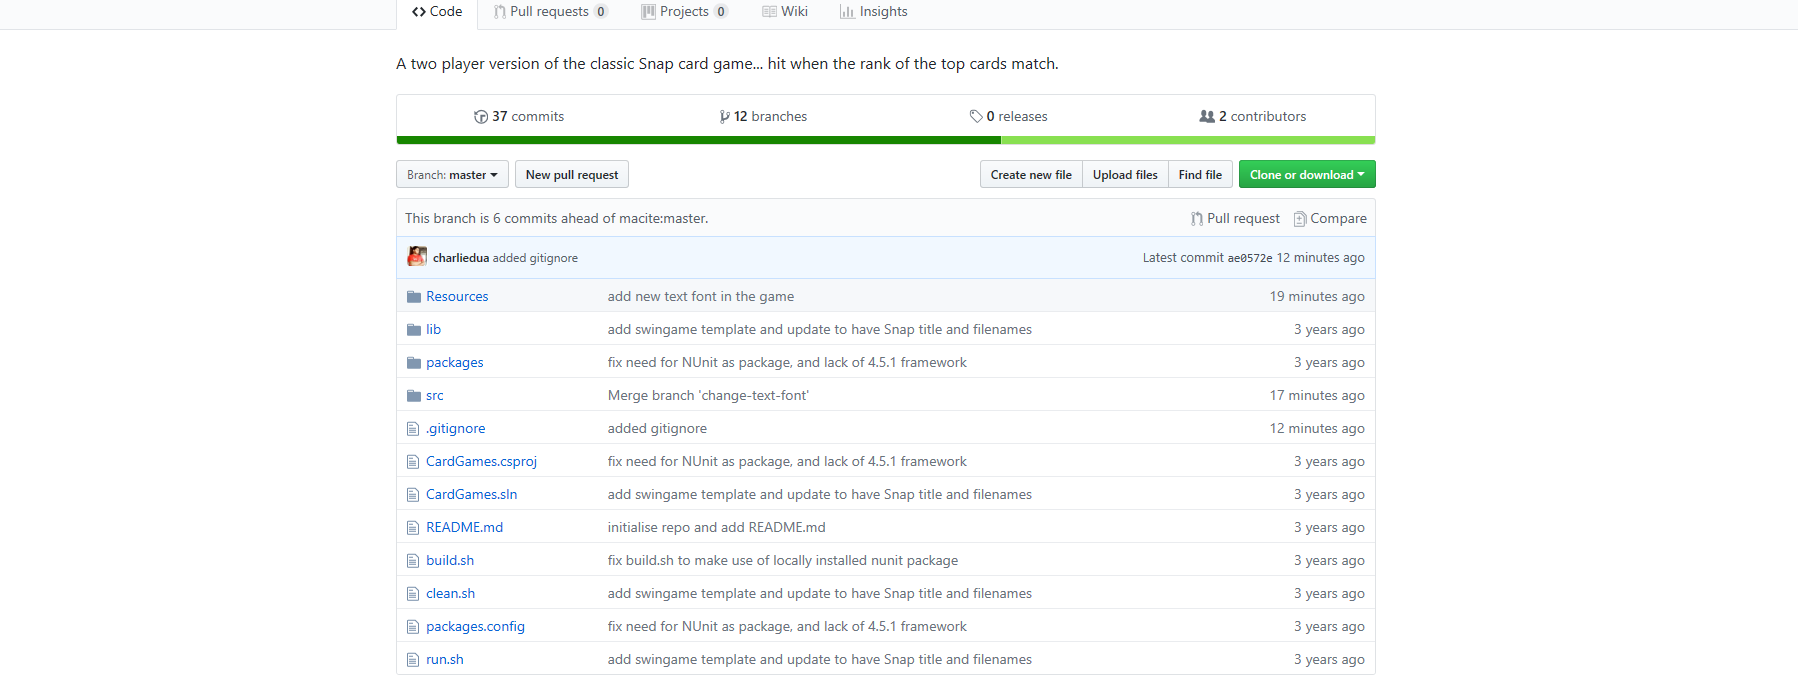 Code Pull requests 0 Projects 0 Wiki Insights
A two player version of the classic Snap card game... hit when the rank of the top cards match.
37 commits 12 branches 0 releases 2 contributors
Branch: master New pull request Create new file Upload files Find file Clone or download
This branch is 6 commits ahead of macite:master. Pull request Compare
charliedua added gitignore Latest commit ae0572e 12 minutes ago
Resources add new text font in the game 19 minutes ago
lib add swingame template and update to have Snap title and filenames 3 years ago
packages fix need for NUnit as package, and lack of 4.5.1 framework 3 years ago
src Merge branch 'change-text-font' 17 minutes ago
.gitignore added gitignore 12 minutes ago
CardGames.csproj fix need for NUnit as package, and lack of 4.5.1 framework 3 years ago
CardGames.sln add swingame template and update to have Snap title and filenames 3 years ago
README.md initialise repo and add README.md 3 years ago
build.sh fix build.sh to make use of locally installed nunit package 3 years ago
clean.sh add swingame template and update to have Snap title and filenames 3 years ago
packages.config fix need for NUnit as package, and lack of 4.5.1 framework 3 years ago
run.sh add swingame template and update to have Snap title and filenames 3 years ago